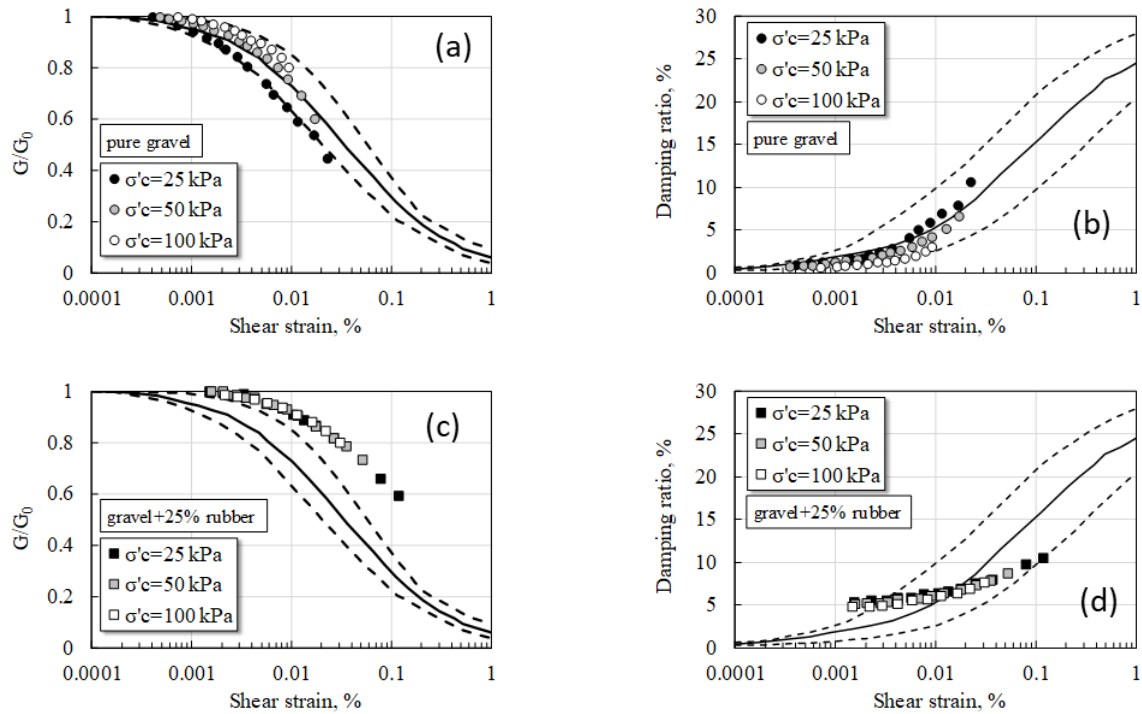 1
0.8
0.6
0.4
0.2
0
G/G0
(a)
pure gravel
σ'c=25 kPa
σ'c=50 kPa
σ'c=100 kPa
0.0001 0.001 0.01 0.1 1
Shear strain, %
30
25
20
15
10
5
0
Damping ratio, %
σ'c=25 kPa
σ'c=50 kPa
σ'c=100 kPa
pure gravel
(b)
0.0001 0.001 0.01 0.1 1
Shear strain, %
1
0.8
0.6
0.4
0.2
0
G/G0
(c)
gravel+25% rubber
σ'c=25 kPa
σ'c=50 kPa
σ'c=100 kPa
0.0001 0.001 0.01 0.1 1
Shear strain, %
30
25
20
15
10
5
0
Damping ratio, %
σ'c=25 kPa
σ'c=50 kPa
σ'c=100 kPa
gravel+25% rubber
(d)
0.0001 0.001 0.01 0.1 1
Shear strain, %